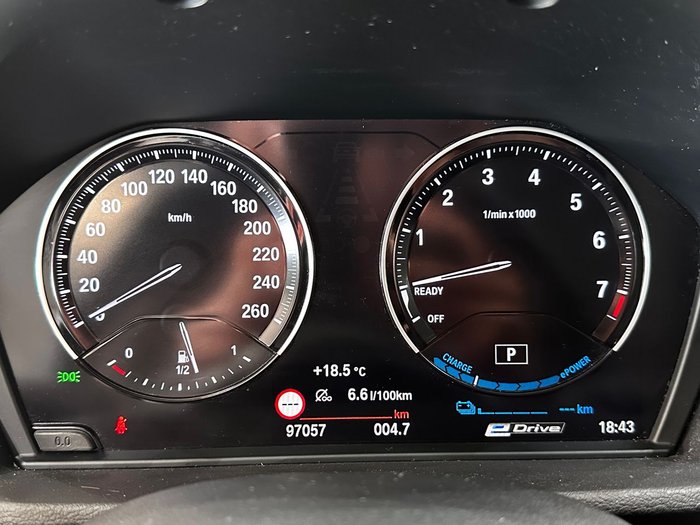 0 20 40 60 80 100 120 140 160 180 200 220 240 260
km/h
0 1/2 1
OFF READY 1 2 3 4 5 6 7
1/min x 1000
P
CHARGE ePOWER
+18.5 °C
--- 6.6 l/100km
km
97057 004.7
--- km
eDrive
18:43
0.0